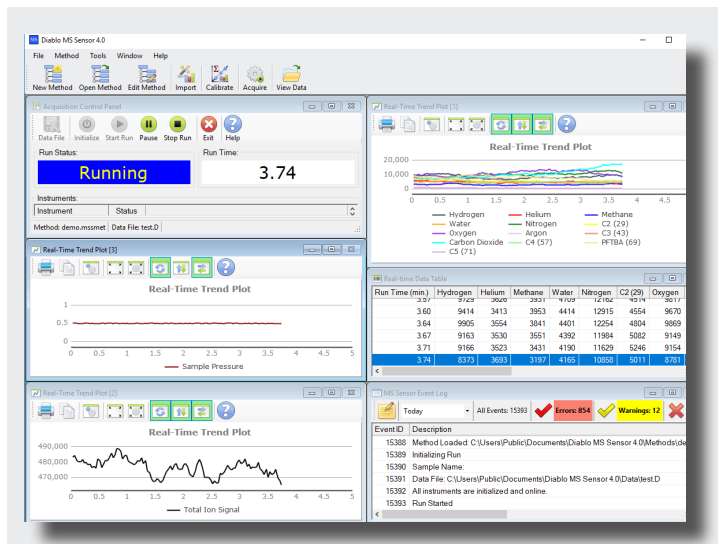 Diablo MS Sensor 4.0
File Method Tools Window Help
New Method Open Method Edit Method Import Calibrate Acquire View Data
Acquisition Control Panel
Data File Initialize Start Run Pause Stop Run Exit Help
Run Status: Run Time:
Running 3.74
Instruments:
Instrument Status
Method: demo.mssmet Data File: test.D
Real-Time Trend Plot [1]
Real-Time Trend Plot
20,000
10,000
0
0 0.5 1 1.5 2 2.5 3 3.5 4 4.5
Hydrogen Helium Methane
Water Nitrogen C2 (29)
Oxygen Argon C3 (43)
Carbon Dioxide C4 (57) PFTBA (69)
C5 (71)
Real-Time Trend Plot [3]
Real-Time Trend Plot
1
0.5
0
0 0.5 1 1.5 2 2.5 3 3.5 4 4.5 5
Sample Pressure
Real-time Data Table
Run Time (min.) Hydrogen Helium Methane Water Nitrogen C2 (29) Oxygen
3.57 9729 3626 3931 4709 12162 4514 9817
3.60 9414 3413 3953 4414 12915 4554 9670
3.64 9905 3554 3841 4401 12254 4804 9869
3.67 9163 3530 3551 4392 11984 5082 9149
3.71 9166 3523 3431 4190 11629 5246 9154
3.74 8373 3693 3197 4165 10858 5011 8781
Real-Time Trend Plot [2]
Real-Time Trend Plot
490,000
480,000
470,000
0 0.5 1 1.5 2 2.5 3 3.5 4 4.5 5
Total Ion Signal
MS Sensor Event Log
Today All Events: 15393 Errors: 854 Warnings: 12
Event ID Description
15388 Method Loaded: C:\Users\Public\Documents\Diablo MS Sensor 4.0\Methods\de
15389 Initializing Run
15390 Sample Name:
15391 Data File: C:\Users\Public\Documents\Diablo MS Sensor 4.0\Data\test.D
15392 All instruments are initialized and online.
15393 Run Started